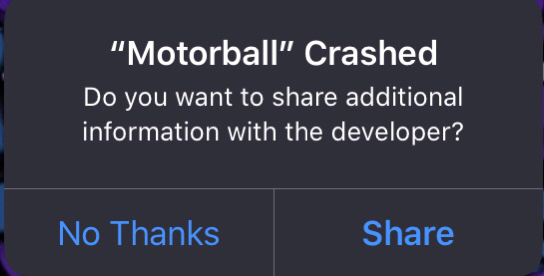 “Motorball” Crashed
Do you want to share additional
information with the developer?
No Thanks
Share